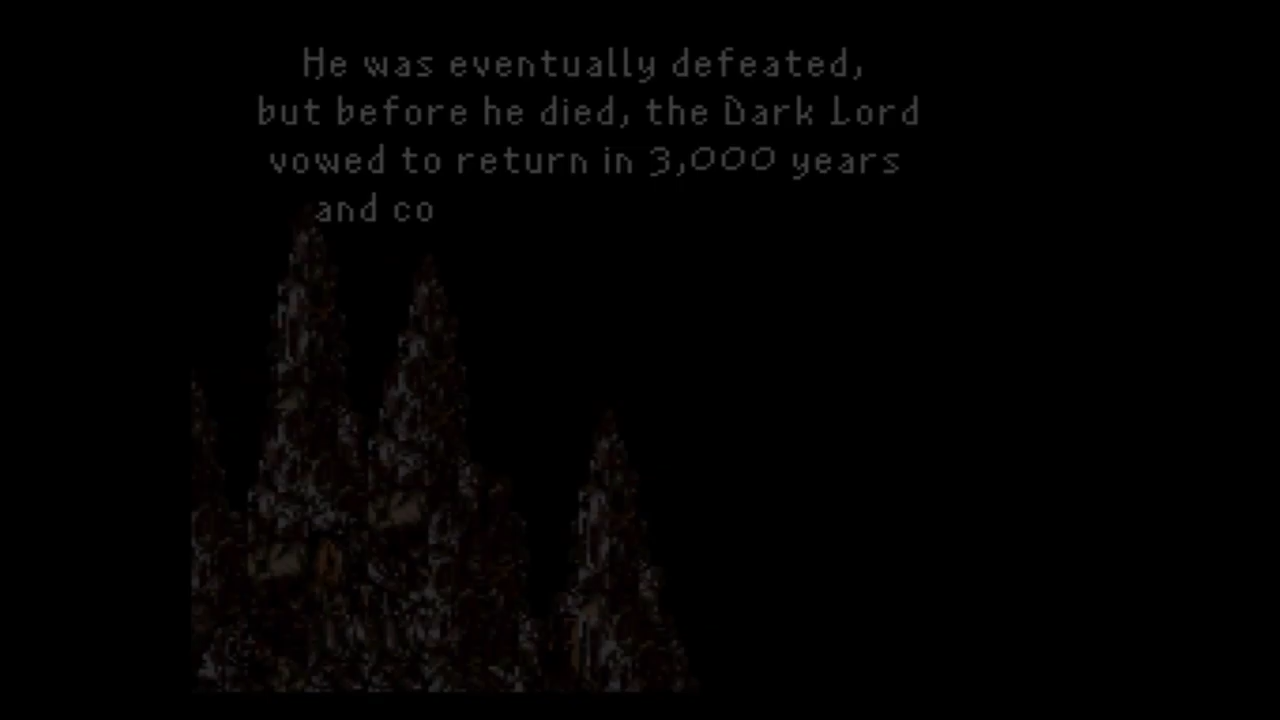 He was eventually defeated,
but before he died, the Dark Lord
vowed to return in 3,000 years
and co